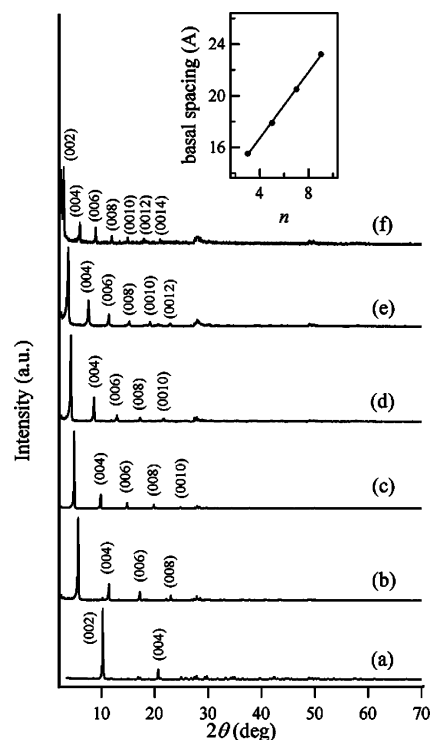 basal spacing (A)
24
20
16
4
8
n
(002)
(004)
(006)
(008)
(0010)
(0012)
(0014)
(f)
(004)
(006)
(008)
(0010)
(0012)
(e)
(004)
(006)
(008)
(0010)
(d)
(004)
(006)
(008)
(0010)
(c)
(004)
(006)
(008)
(b)
(002)
(004)
(a)
Intensity (a.u.)
10 20 30 40 50 60 70
2θ (deg)